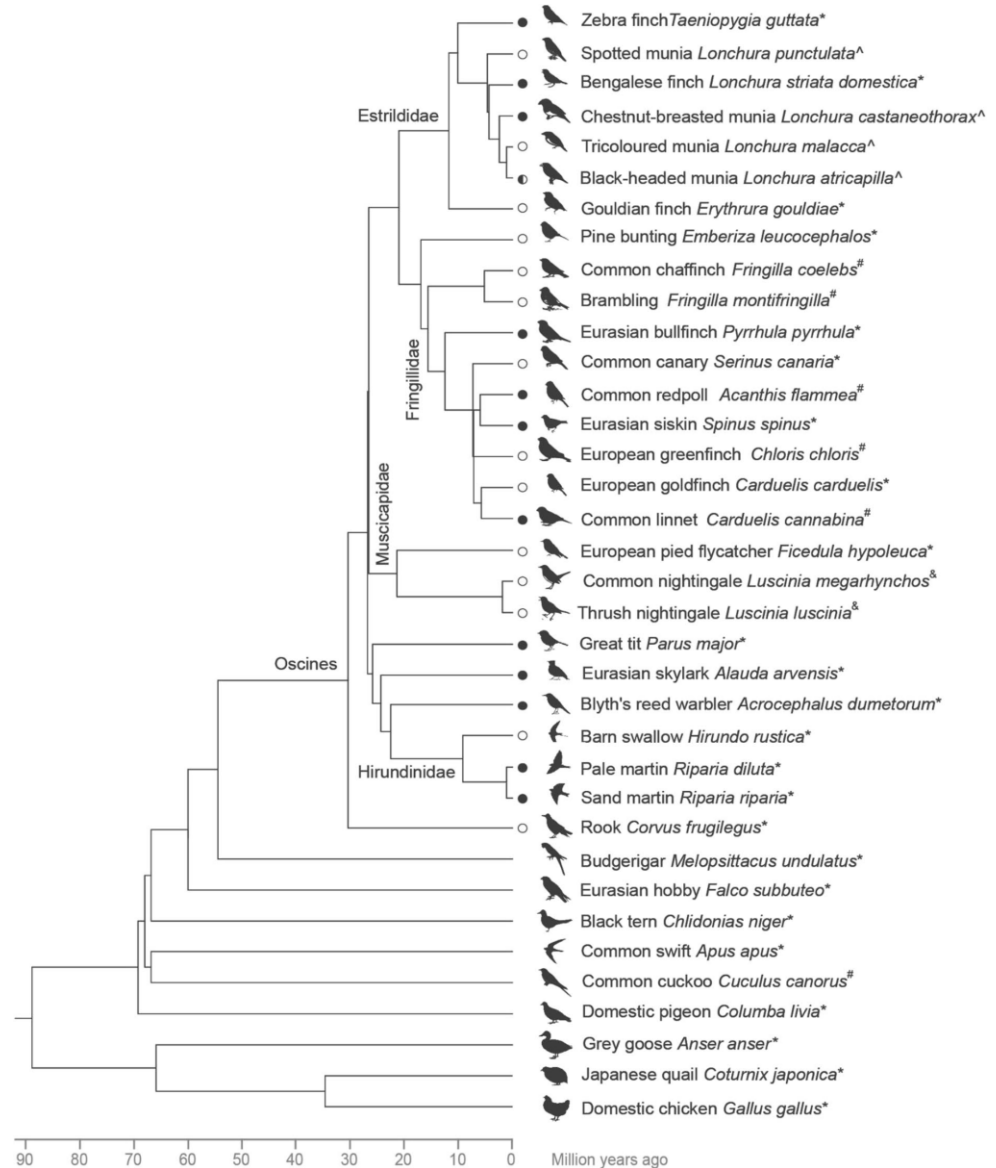 Zebra finchTaeniopygia guttata*
Spotted munia Lonchura punctulata^
Bengalese finch Lonchura striata domestica*
Chestnut-breasted munia Lonchura castaneothorax^
Estrildidae
Tricoloured munia Lonchura malacca^
Black-headed munia Lonchura atricapilla^
Gouldian finch Erythrura gouldiae*
Pine bunting Emberiza leucocephalos*
Common chaffinch Fringilla coelebs#
Brambling Fringilla montifringilla#
Eurasian bullfinch Pyrrhula pyrrhula*
Common canary Serinus canaria*
Fringillidae
Common redpoll Acanthis flammea#
Eurasian siskin Spinus spinus*
European greenfinch Chloris chloris#
European goldfinch Carduelis carduelis*
Common linnet Carduelis cannabina#
Muscicapidae
European pied flycatcher Ficedula hypoleuca*
Common nightingale Luscinia megarhynchos&
Thrush nightingale Luscinia luscinia&
Great tit Parus major*
Oscines
Eurasian skylark Alauda arvensis*
Blyth's reed warbler Acrocephalus dumetorum*
Barn swallow Hirundo rustica*
Hirundinidae
Pale martin Riparia diluta*
Sand martin Riparia riparia*
Rook Corvus frugilegus*
Budgerigar Melopsittacus undulatus*
Eurasian hobby Falco subbuteo*
Black tern Chlidonias niger*
Common swift Apus apus*
Common cuckoo Cuculus canorus#
Domestic pigeon Columba livia*
Grey goose Anser anser*
Japanese quail Coturnix japonica*
Domestic chicken Gallus gallus*
90 80 70 60 50 40 30 20 10 0 Million years ago